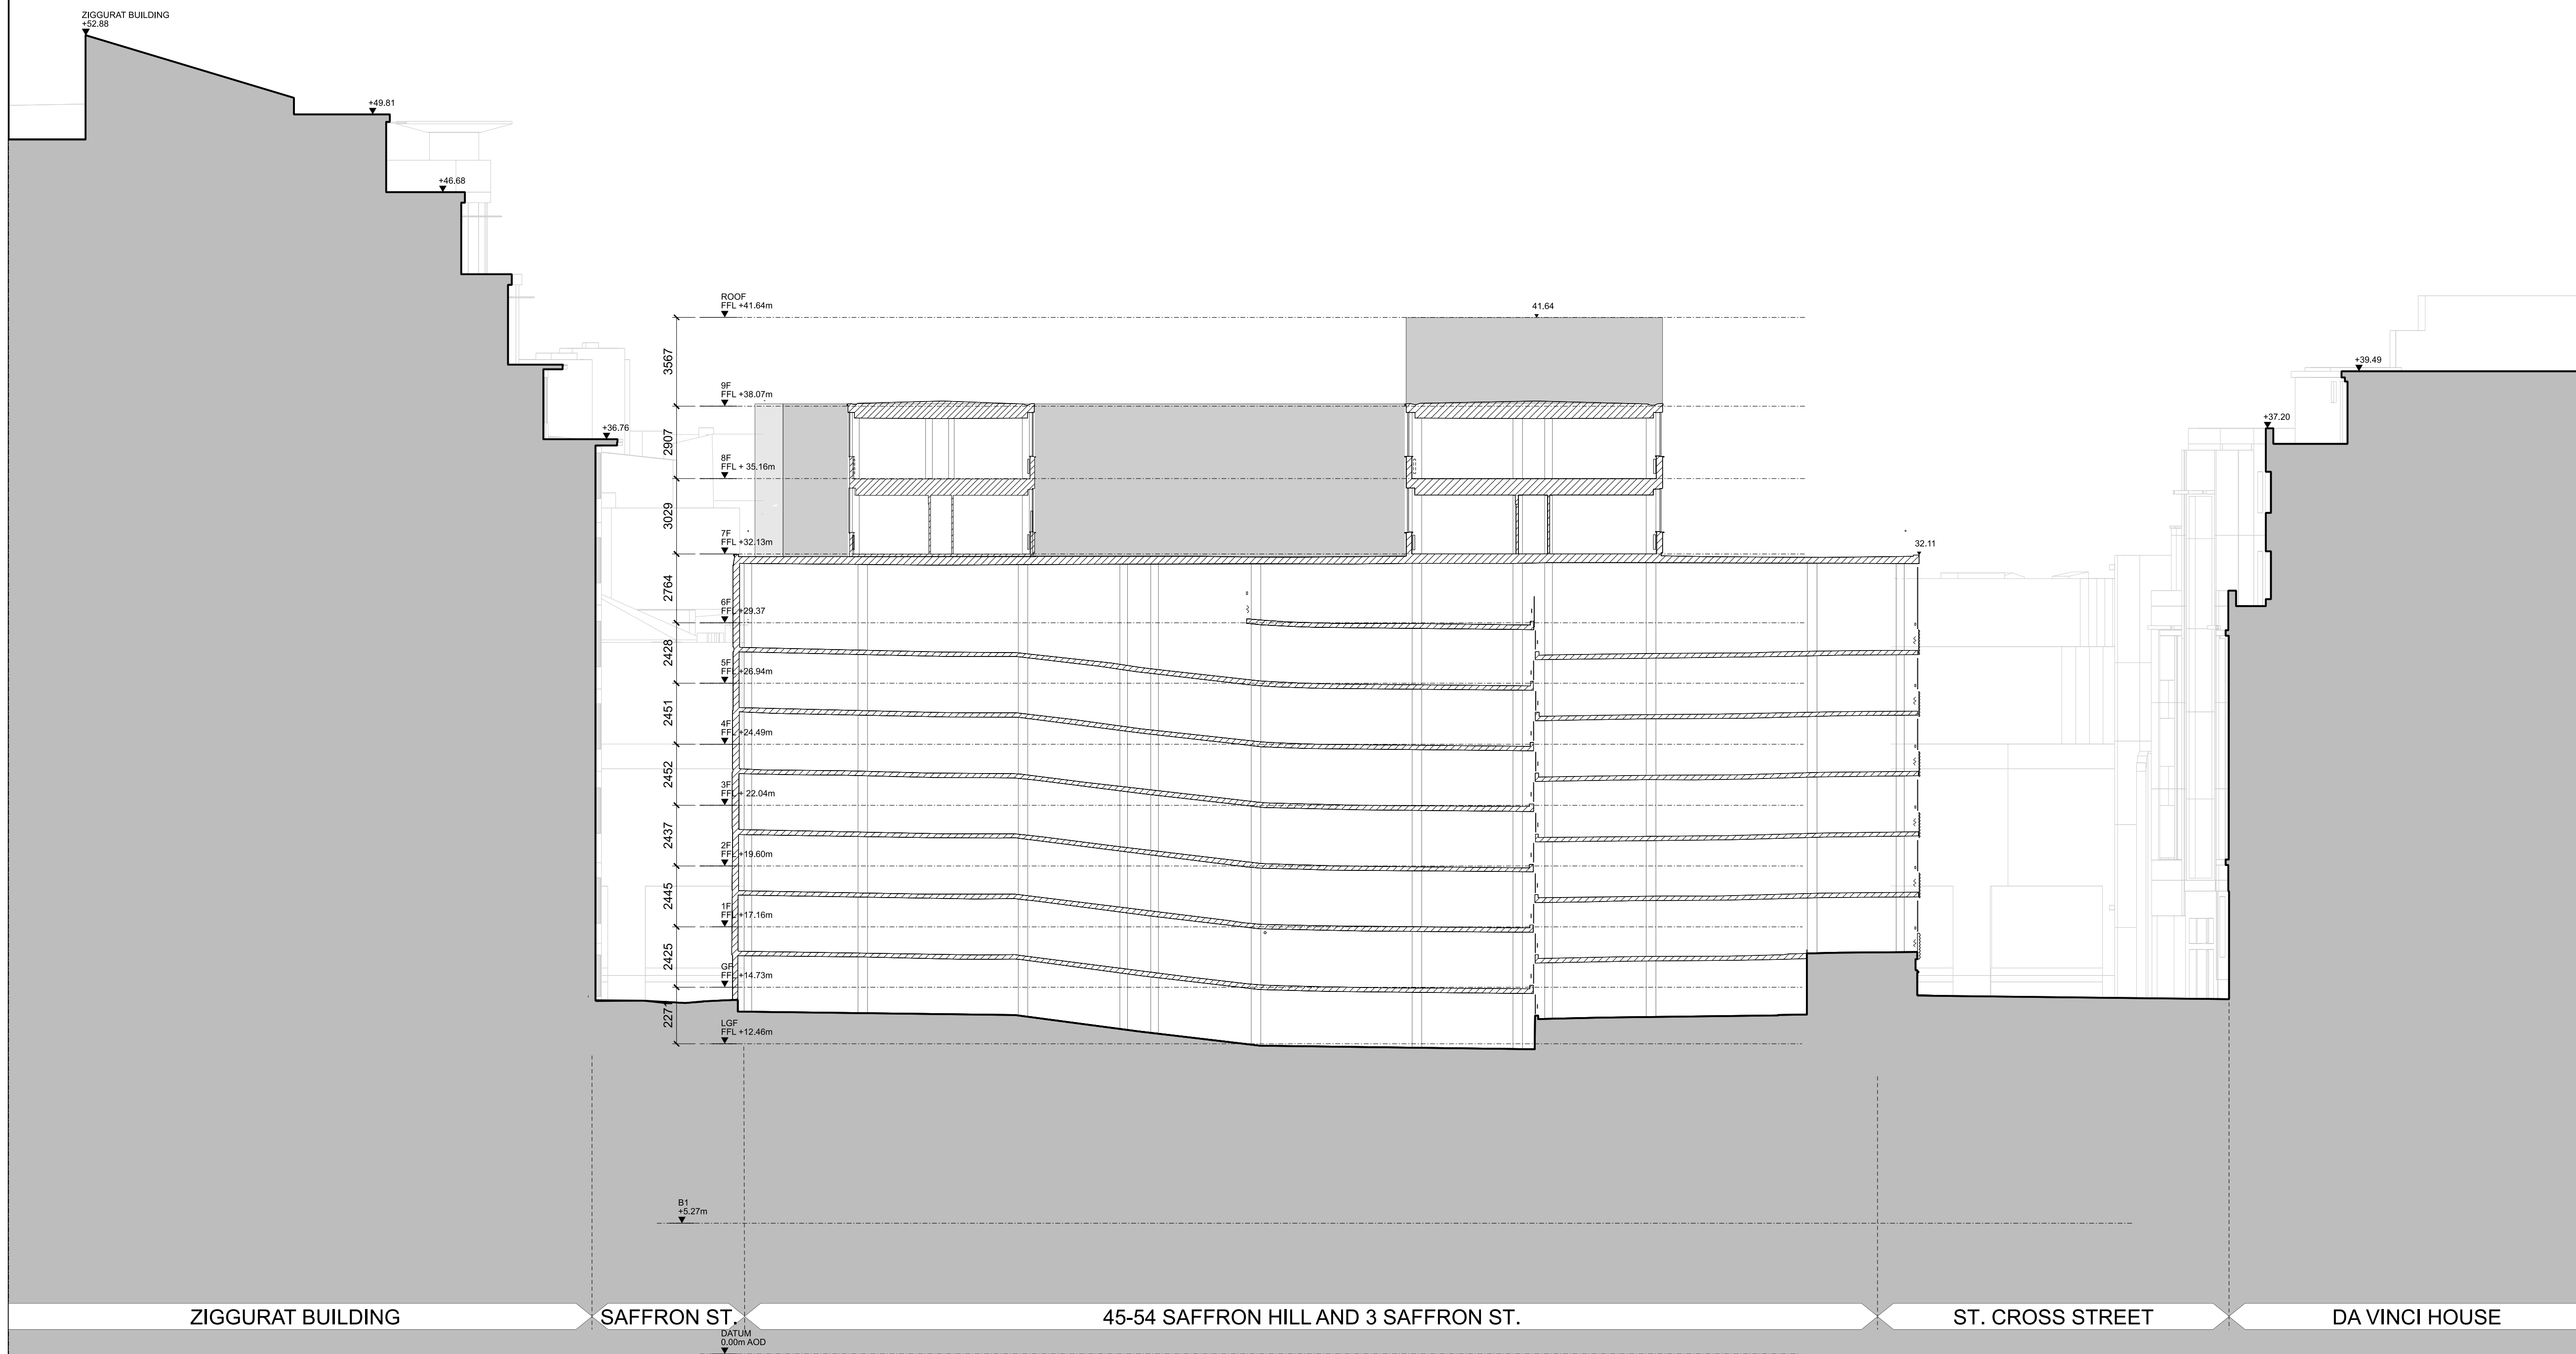 ZIGGURAT BUILDING
+52.88
+49.81
+46.68
+36.76
ROOF
FFL +41.64m
41.64
3567
9F
FFL +38.07m
2907
8F
FFL + 35.16m
3029
7F
FFL +32.13m
32.11
2764
6F
FFL +29.37
2428
5F
FFL +26.94m
2451
4F
FFL +24.49m
2452
3F
FFL + 22.04m
2437
2F
FFL +19.60m
2445
1F
FFL +17.16m
2425
GF
FFL +14.73m
2271
LGF
FFL +12.46m
+39.49
+37.20
B1
+5.27m
ZIGGURAT BUILDING
SAFFRON ST.
45-54 SAFFRON HILL AND 3 SAFFRON ST.
ST. CROSS STREET
DA VINCI HOUSE
DATUM
0.00m AOD